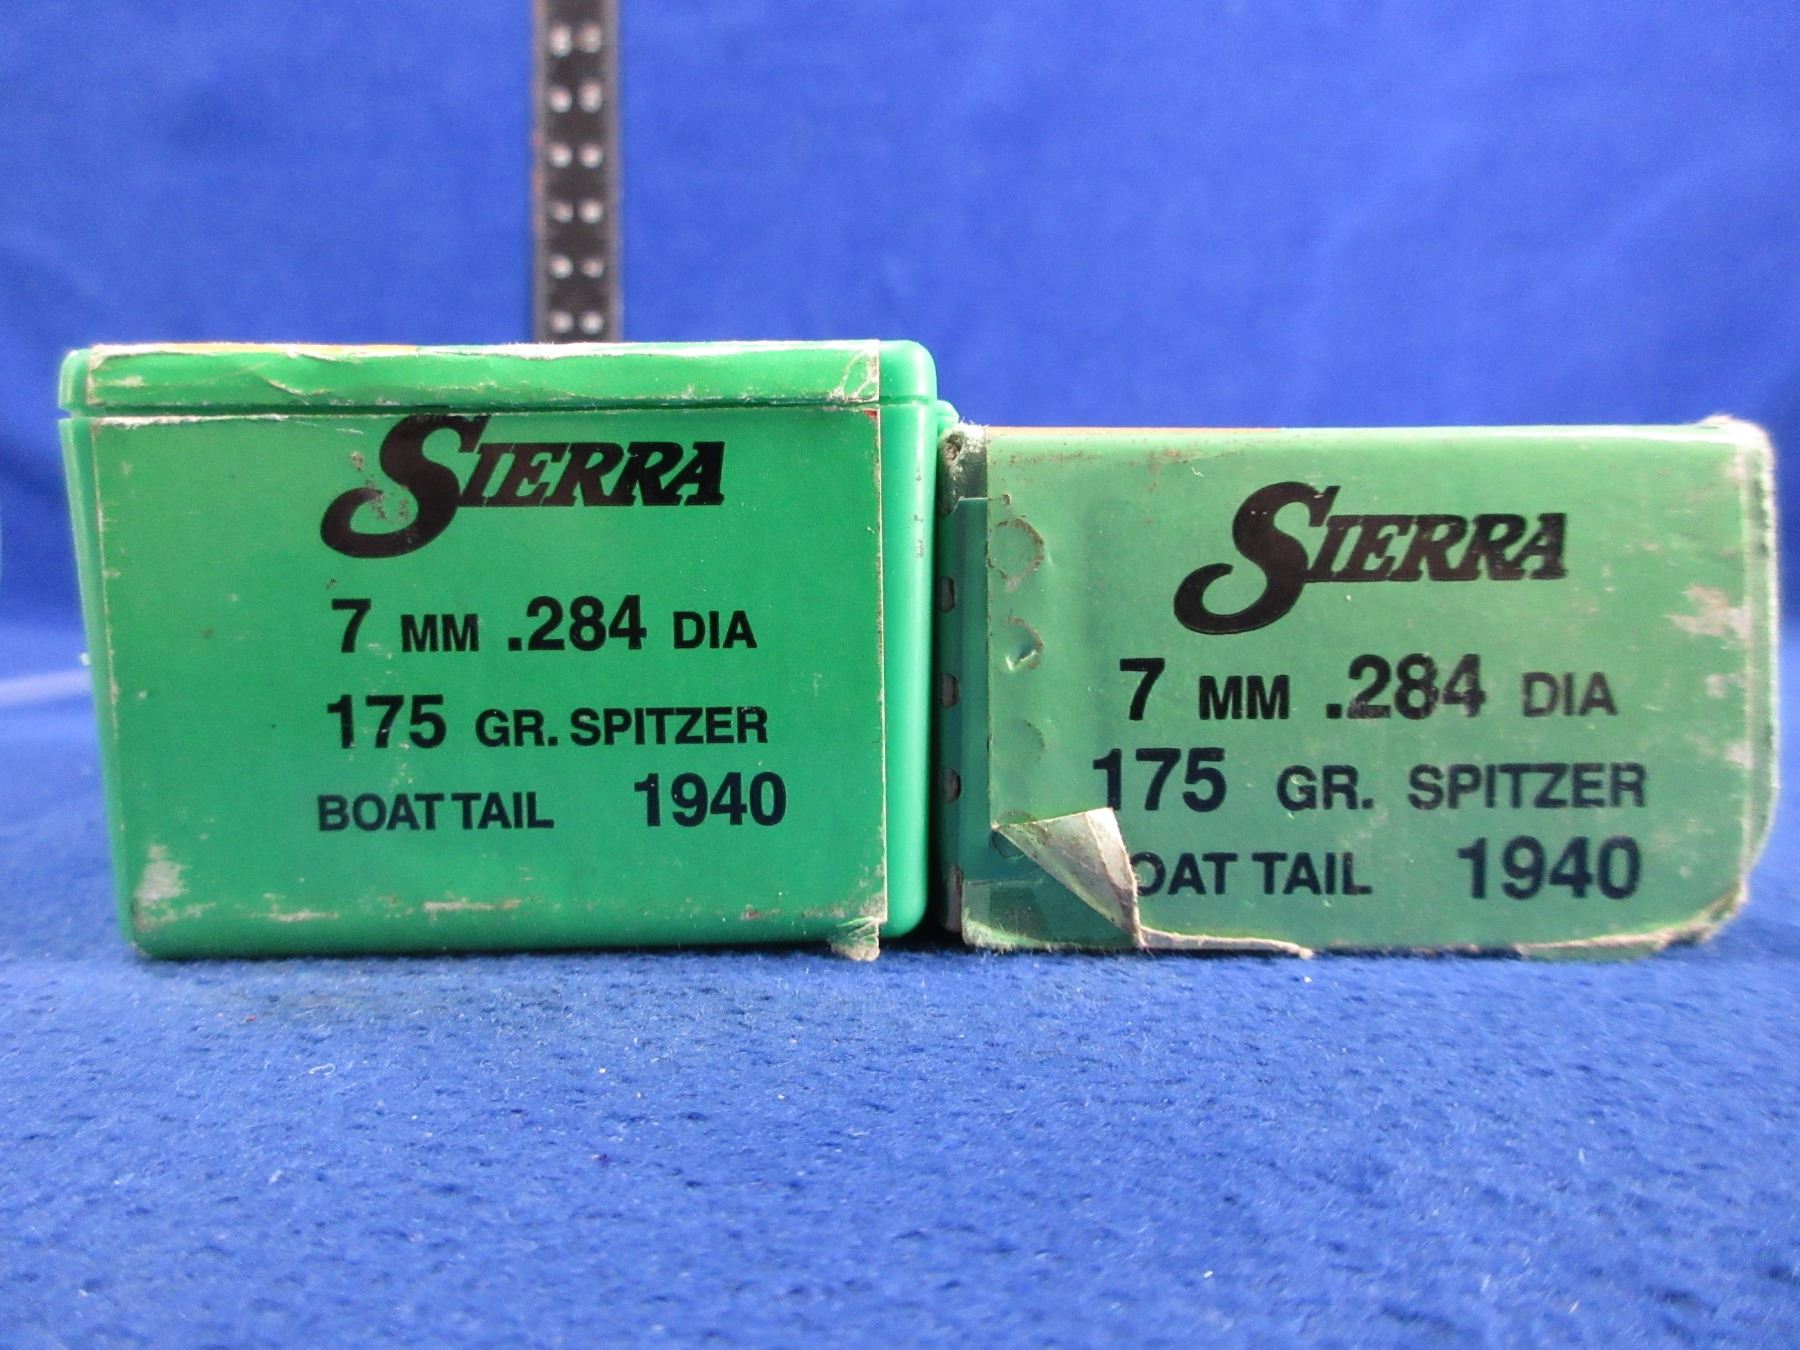 SIERRA
7 MM .284 DIA
175 GR. SPITZER
BOAT TAIL 1940
SIERRA
7 MM .284 DIA
175 GR. SPITZER
OAT TAIL 1940